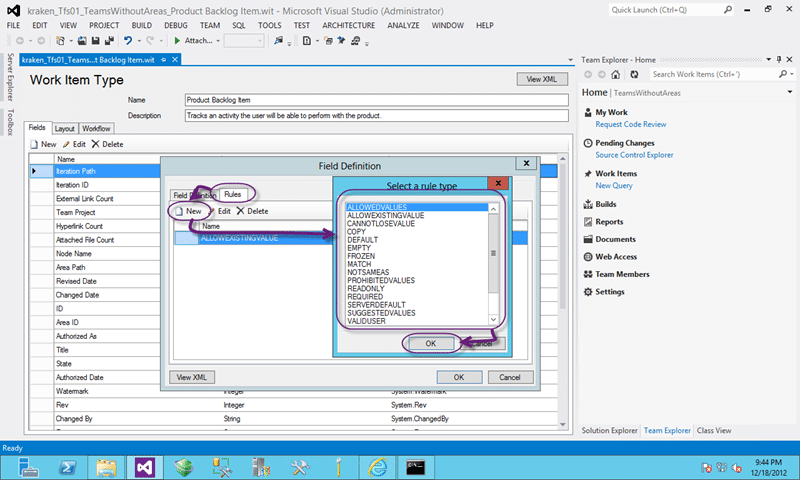 kraken_Tfs01_TeamsWithoutAreas_Product Backlog Item.wit - Microsoft Visual Studio (Administrator)
Quick Launch (Ctrl+Q)
FILE EDIT VIEW PROJECT DEBUG TEAM SQL TOOLS TEST ARCHITECTURE ANALYZE WINDOW HELP
Attach...
Server Explorer
Toolbox
kraken_Tfs01_Teams...t Backlog Item.wit
Work Item Type
View XML
Name
Product Backlog Item
Description
Tracks an activity the user will be able to perform with the product.
Fields Layout Workflow
New Edit Delete
Name
Iteration Path
Iteration ID
External Link Count
Team Project
Hyperlink Count
Attached File Count
Node Name
Area Path
Revised Date
Changed Date
ID
Area ID
Authorized As
Title
State
Authorized Date
Watermark Integer System.Watermark
Rev Integer System.Rev
Changed By String System.ChangedBy
Field Definition
Field Definition Rules
New Edit Delete
Name
ALLOWEXISTINGVALUE
View XML
OK
Cancel
Select a rule type
ALLOWEDVALUES
ALLOWEXISTINGVALUE
CANNOTLOSEVALUE
COPY
DEFAULT
EMPTY
FROZEN
MATCH
NOTSAMEAS
PROHIBITEDVALUES
READONLY
REQUIRED
SERVERDEFAULT
SUGGESTEDVALUES
VALIDUSER
OK
Cancel
Team Explorer - Home
Search Work Items (Ctrl+')
Home | TeamsWithoutAreas
My Work
Request Code Review
Pending Changes
Source Control Explorer
Work Items
New Query
Builds
Reports
Documents
Web Access
Team Members
Settings
Solution Explorer Team Explorer Class View
Ready
9:44 PM
12/18/2012